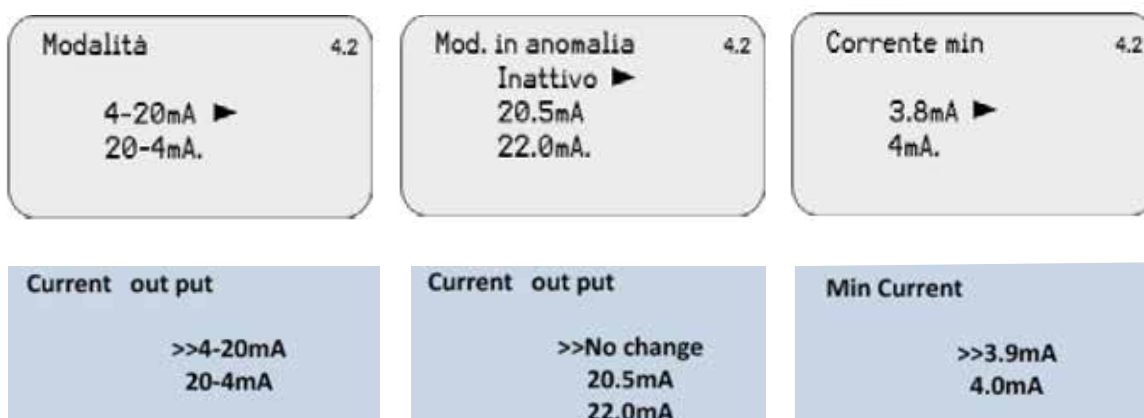 Modalità 4.2
4-20mA ►
20-4mA.
Mod. in anomalia 4.2
Inattivo ►
20.5mA
22.0mA.
Corrente min 4.2
3.8mA ►
4mA.
Current out put
>>4-20mA
20-4mA
Current out put
>>No change
20.5mA
22.0mA
Min Current
>>3.9mA
4.0mA